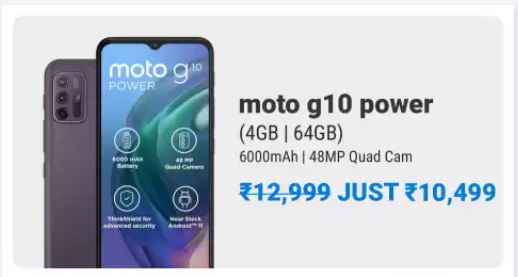 moto g10
POWER
6000 mAh
Battery
48 MP
Quad Camera
ThinkShield for
advanced security
Near Stock
Android™ 11
moto g10 power
(4GB | 64GB)
6000mAh | 48MP Quad Cam
₹12,999 JUST ₹10,499